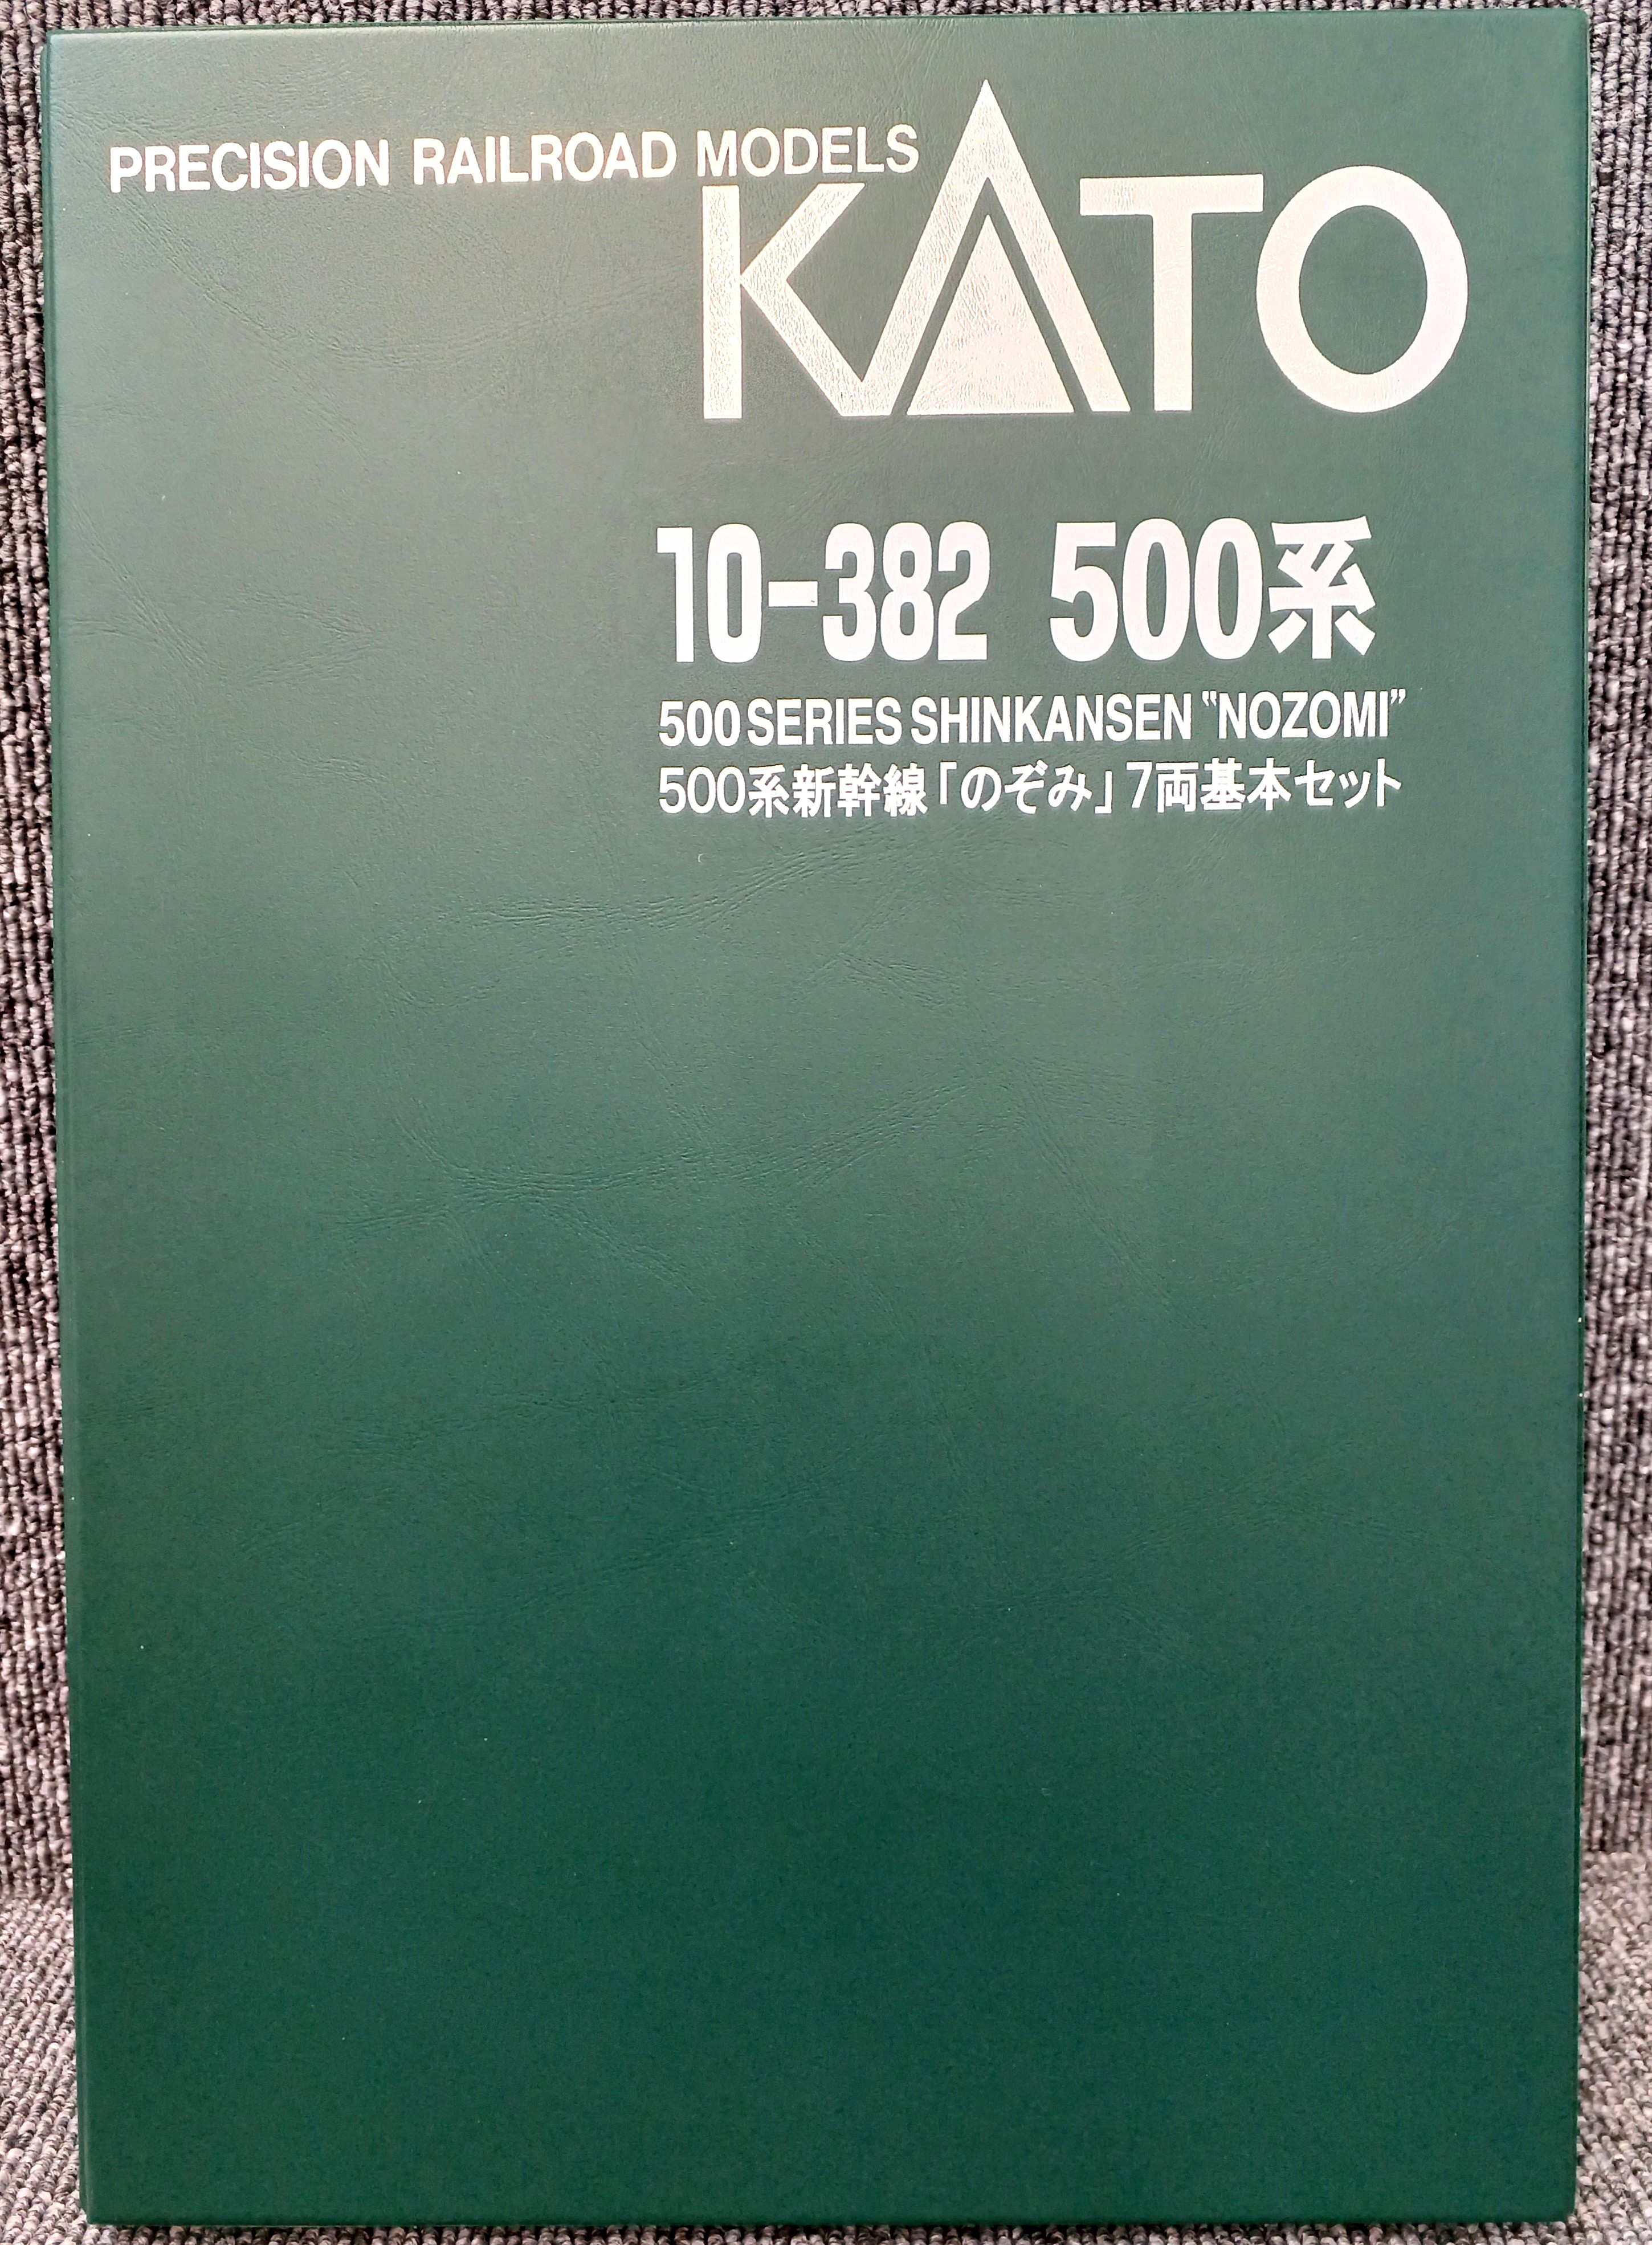 PRECISION RAILROAD MODELS
KATO
10-382 500系
500 SERIES SHINKANSEN "NOZOMI"
500系新幹線「のぞみ」7両基本セット